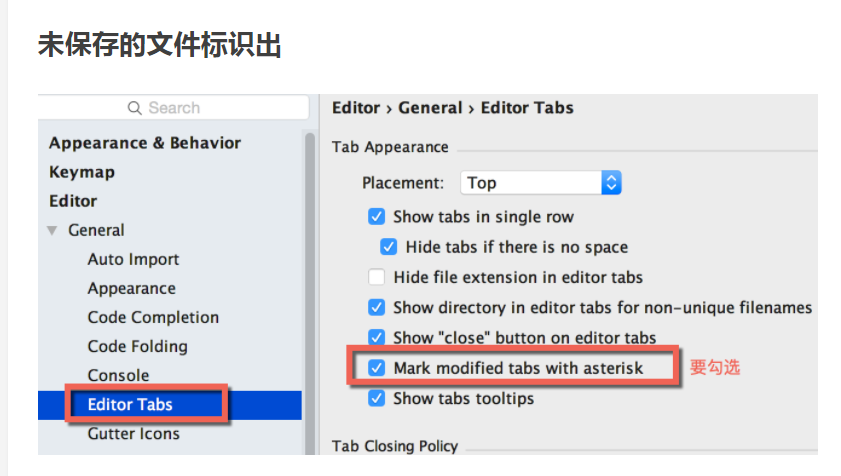 未保存的文件标识出
Search
Appearance & Behavior
Keymap
Editor
General
Auto Import
Appearance
Code Completion
Code Folding
Console
Editor Tabs
Gutter Icons
Editor › General › Editor Tabs
Tab Appearance
Placement: Top
Show tabs in single row
Hide tabs if there is no space
Hide file extension in editor tabs
Show directory in editor tabs for non-unique filenames
Show "close" button on editor tabs
Mark modified tabs with asterisk 要勾选
Show tabs tooltips
Tab Closing Policy